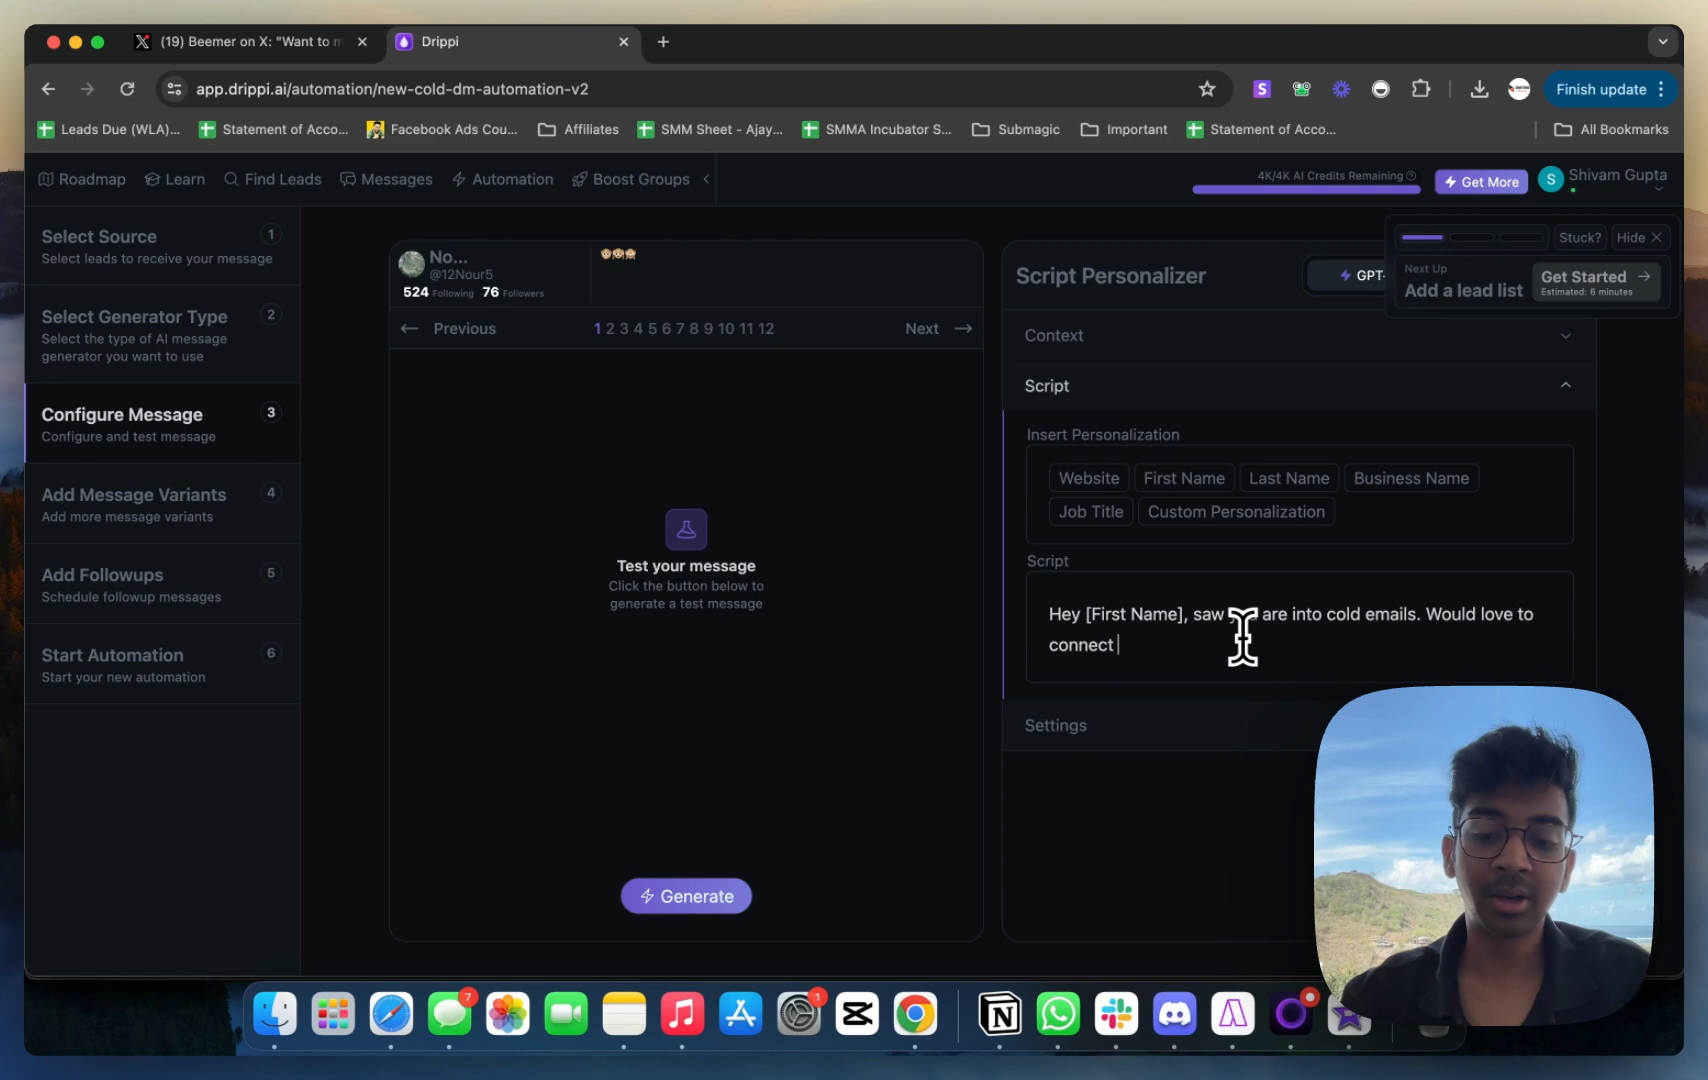 (19) Beemer on X: "Want to m
Drippi
app.drippi.ai/automation/new-cold-dm-automation-v2
S
Finish update
Leads Due (WLA)...
Statement of Acco...
Facebook Ads Cou...
Affiliates
SMM Sheet - Ajay...
SMMA Incubator S...
Submagic
Important
Statement of Acco...
All Bookmarks
Roadmap
Learn
Find Leads
Messages
Automation
Boost Groups
4K/4K AI Credits Remaining
Get More
S
Shivam Gupta
Select Source
1
Select leads to receive your message
Select Generator Type
2
Select the type of AI message
generator you want to use
Configure Message
3
Configure and test message
Add Message Variants
4
Add more message variants
Add Followups
5
Schedule followup messages
Start Automation
6
Start your new automation
No...
@12Nour5
524 Following 76 Followers
Previous
1 2 3 4 5 6 7 8 9 10 11 12
Next
Test your message
Click the button below to
generate a test message
Generate
Script Personalizer
GPT-
Stuck?
Hide
Next Up
Add a lead list
Get Started
Estimated: 6 minutes
Context
Script
Insert Personalization
Website
First Name
Last Name
Business Name
Job Title
Custom Personalization
Script
Hey [First Name], saw are into cold emails. Would love to
connect
Settings
7
1